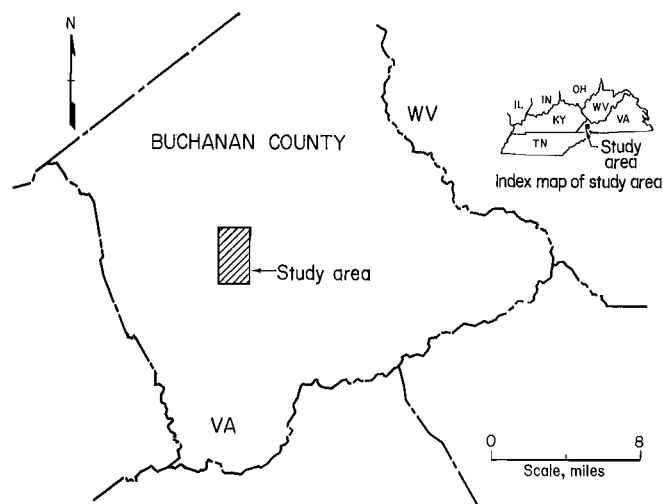 N
BUCHANAN COUNTY
WV
OH
IN
IL
WV
KY
VA
TN
Study
area
Index map of study area
Study area
VA
0 8
Scale, miles